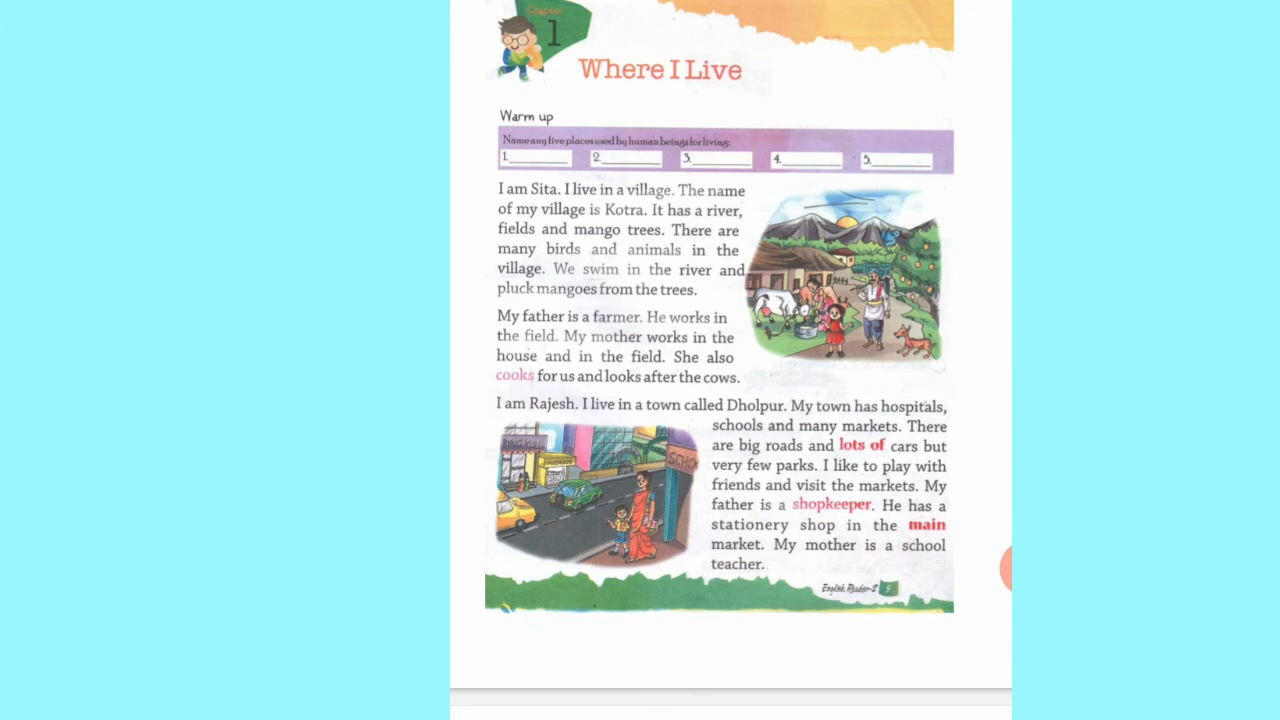 Chapter
1
Where I Live
Warm up
Name any five places used by human beings for living:
1.__________ 2.__________ 3.__________ 4.__________ 5.__________
I am Sita. I live in a village. The name
of my village is Kotra. It has a river,
fields and mango trees. There are
many birds and animals in the
village. We swim in the river and
pluck mangoes from the trees.
My father is a farmer. He works in
the field. My mother works in the
house and in the field. She also
cooks for us and looks after the cows.
I am Rajesh. I live in a town called Dholpur. My town has hospitals,
schools and many markets. There
are big roads and lots of cars but
very few parks. I like to play with
friends and visit the markets. My
father is a shopkeeper. He has a
stationery shop in the main
market. My mother is a school
teacher.
SCHO
English Reader-2 5